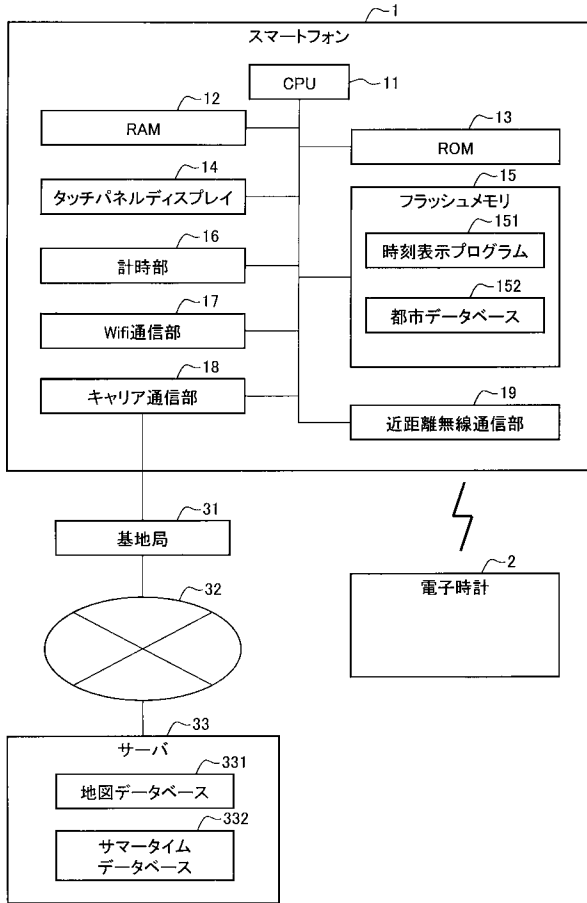 1
スマートフォン
CPU
11
12
RAM
13
ROM
14
タッチパネルディスプレイ
15
フラッシュメモリ
151
時刻表示プログラム
16
計時部
152
都市データベース
17
Wifi通信部
18
キャリア通信部
19
近距離無線通信部
31
基地局
2
電子時計
32
33
サーバ
331
地図データベース
332
サマータイム
データベース